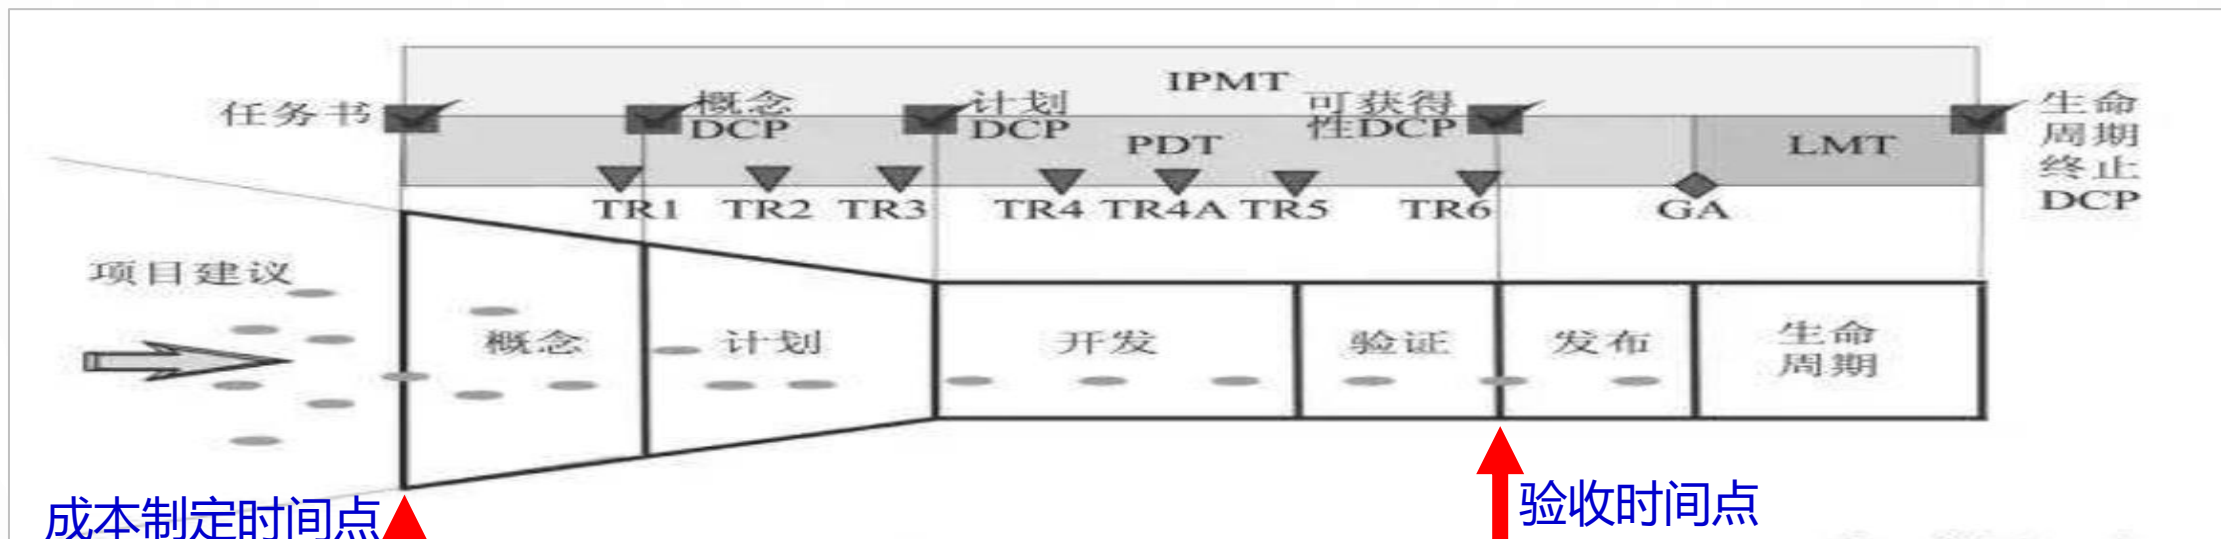 IPMT
任务书
概念
DCP
计划
DCP
可获得
性DCP
生命
周期
终止
DCP
PDT
LMT
TR1
TR2
TR3
TR4
TR4A
TR5
TR6
GA
项目建议
概念
计划
开发
验证
发布
生命
周期
成本制定时间点
验收时间点